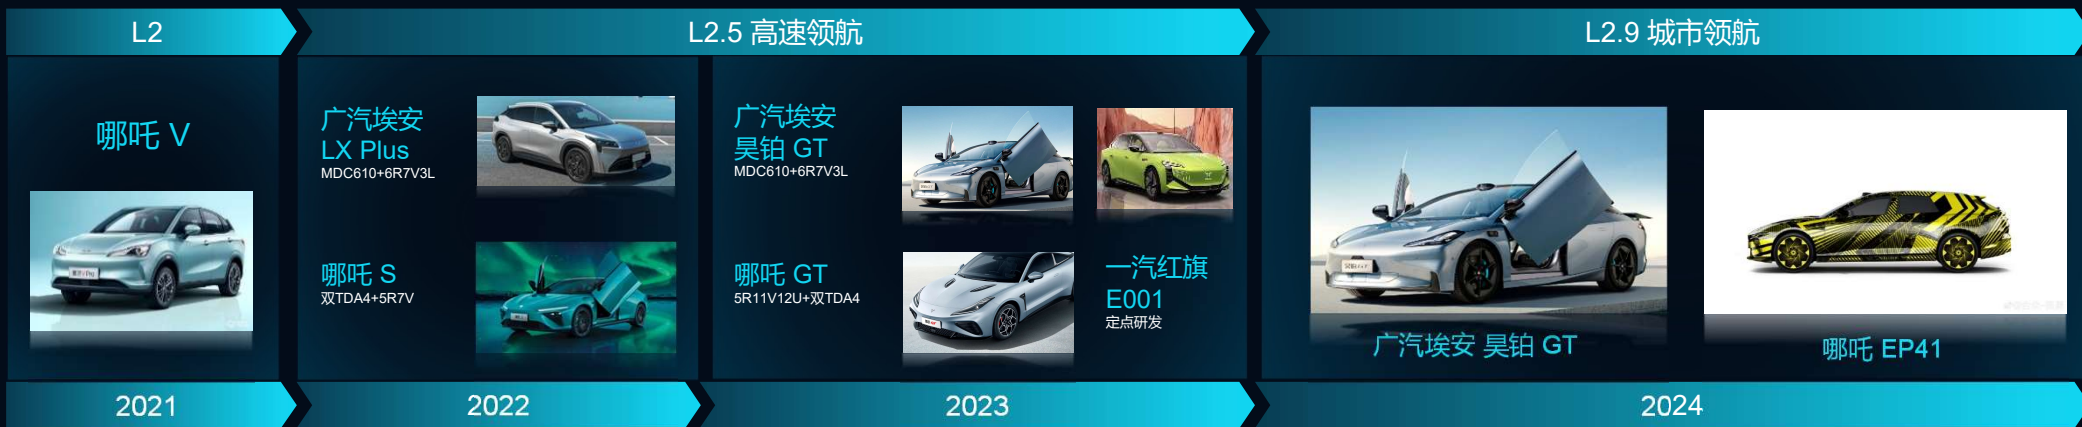 L2
L2.5 高速领航
L2.9 城市领航
哪吒 V
广汽埃安
LX Plus
MDC610+6R7V3L
哪吒 S
双TDA4+5R7V
广汽埃安
昊铂 GT
MDC610+6R7V3L
哪吒 GT
5R11V12U+双TDA4
一汽红旗
E001
定点研发
广汽埃安 昊铂 GT
哪吒 EP41
2021
2022
2023
2024